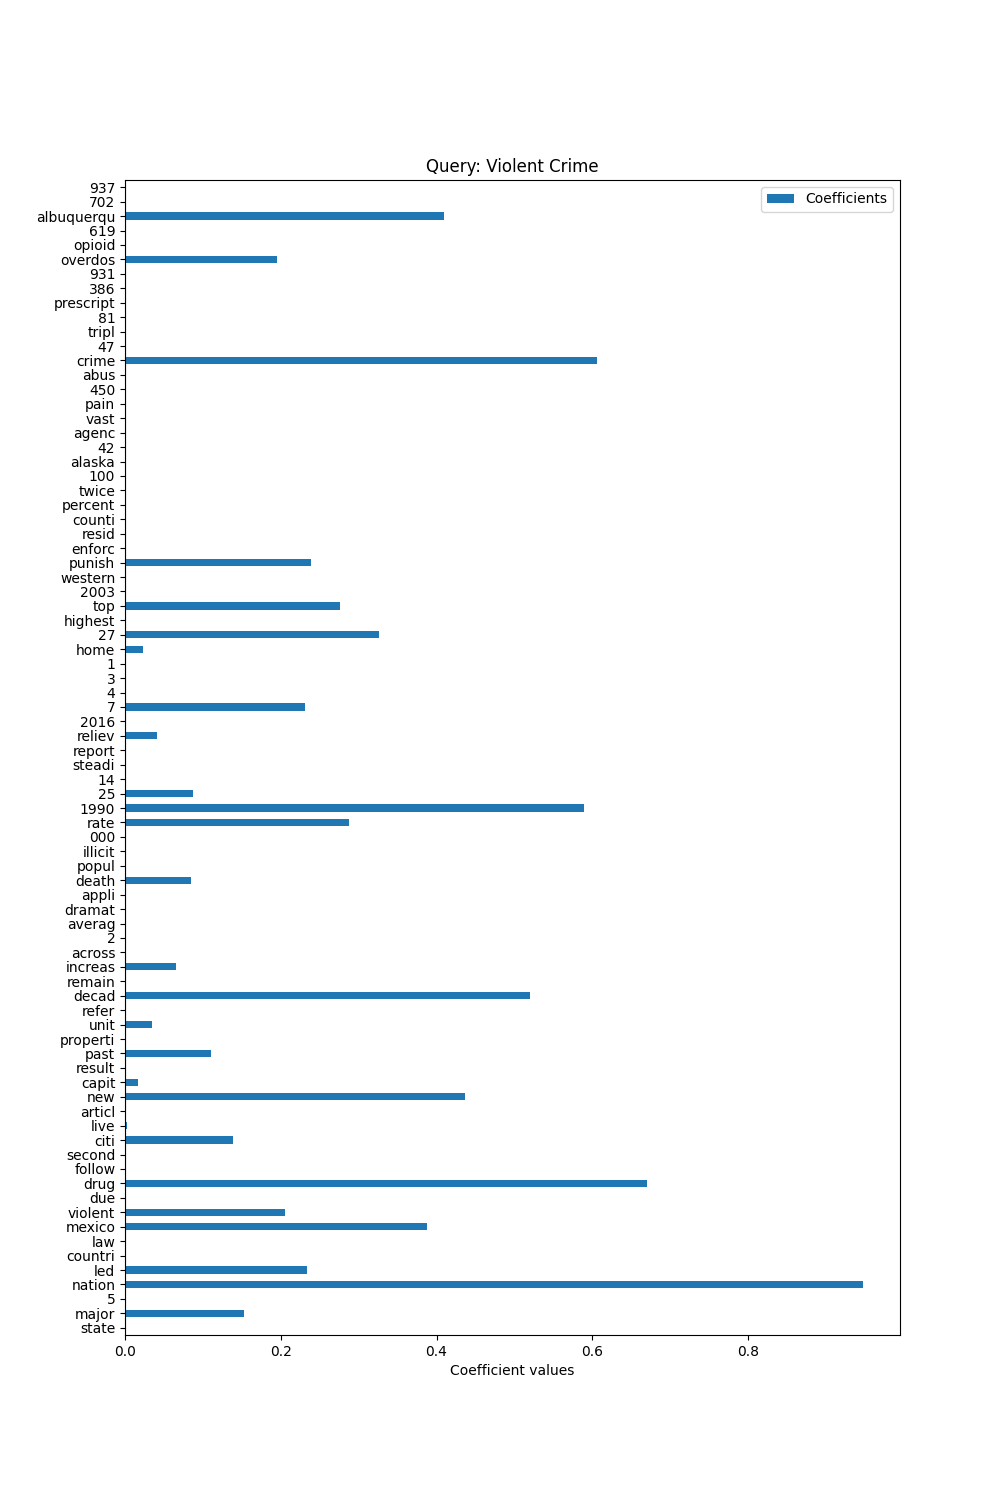 Query: Violent Crime
Coefficients
937
702
albuquerqu
619
opioid
overdos
931
386
prescript
81
tripl
47
crime
abus
450
pain
vast
agenc
42
alaska
100
twice
percent
counti
resid
enforc
punish
western
2003
top
highest
27
home
1
3
4
7
2016
reliev
report
steadi
14
25
1990
rate
000
illicit
popul
death
appli
dramat
averag
2
across
increas
remain
decad
refer
unit
properti
past
result
capit
new
articl
live
citi
second
follow
drug
due
violent
mexico
law
countri
led
nation
5
major
state
0.0 0.2 0.4 0.6 0.8
Coefficient values